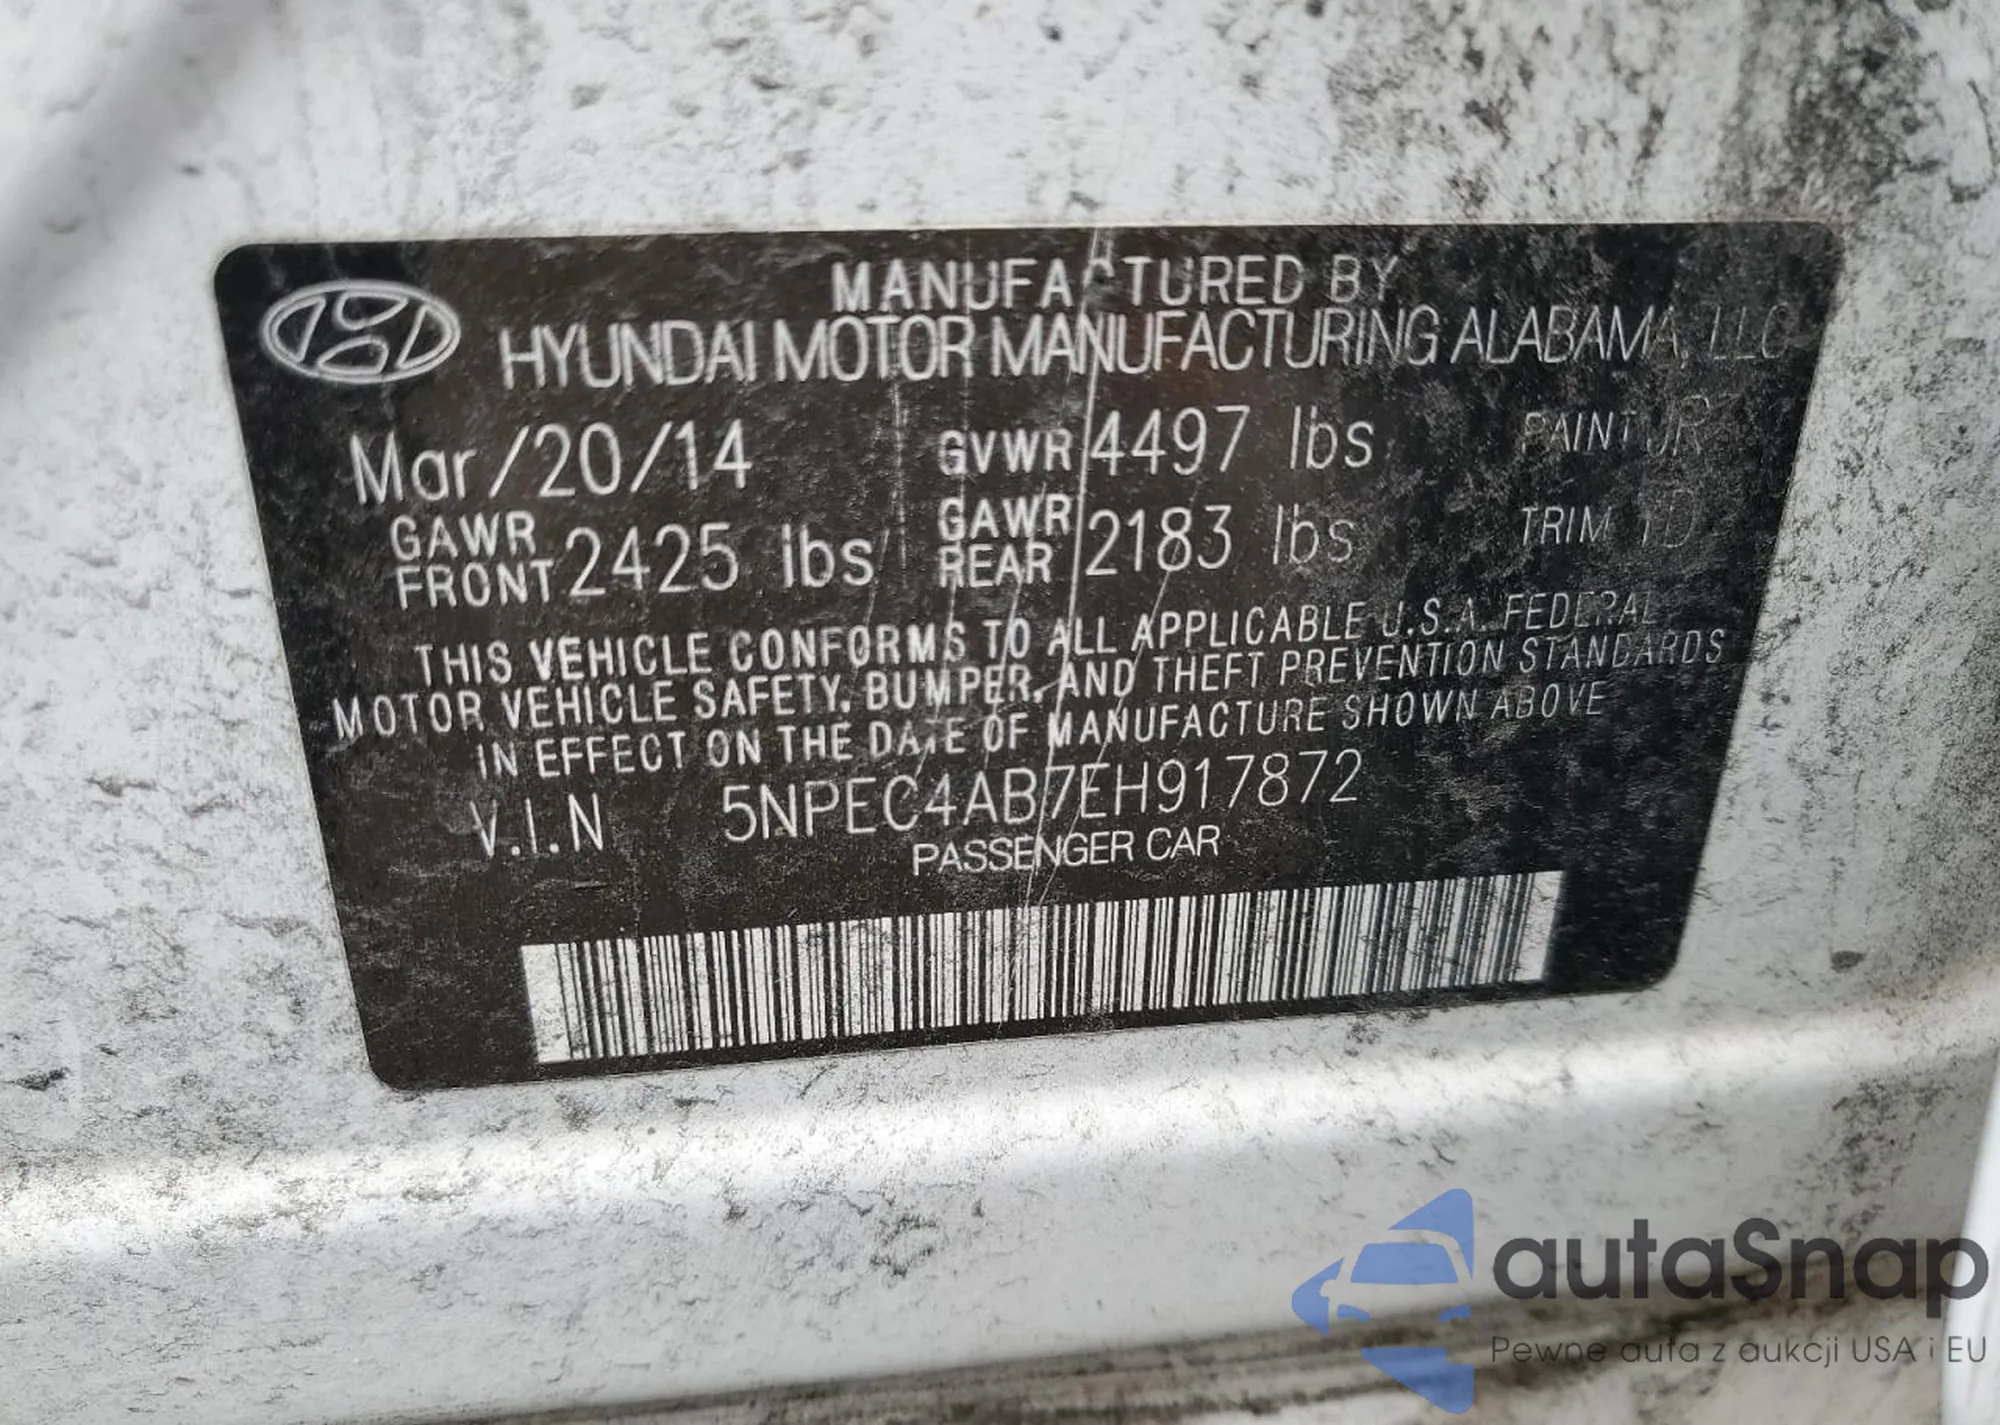 MANUFACTURED BY
HYUNDAI MOTOR MANUFACTURING ALABAMA, LLC
Mar/20/14 GVWR 4497 lbs PAINT JR
GAWR FRONT 2425 lbs GAWR REAR 2183 lbs TRIM TD
THIS VEHICLE CONFORMS TO ALL APPLICABLE U.S.A. FEDERAL
MOTOR VEHICLE SAFETY, BUMPER, AND THEFT PREVENTION STANDARDS
IN EFFECT ON THE DATE OF MANUFACTURE SHOWN ABOVE
V.I.N 5NPEC4AB7EH917872
PASSENGER CAR
autaSnap
Pewne auta z aukcji USA i EU